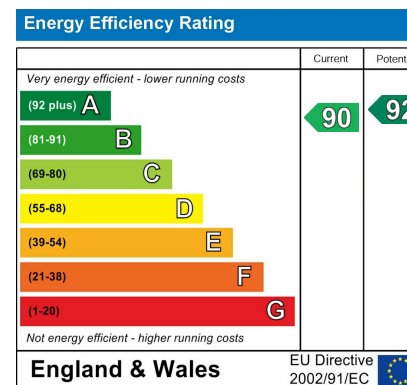 Energy Efficiency Rating
Current Potent
Very energy efficient - lower running costs
(92 plus) A
(81-91) B
90
92
(69-80) C
(55-68) D
(39-54) E
(21-38) F
(1-20) G
Not energy efficient - higher running costs
England & Wales
EU Directive
2002/91/EC